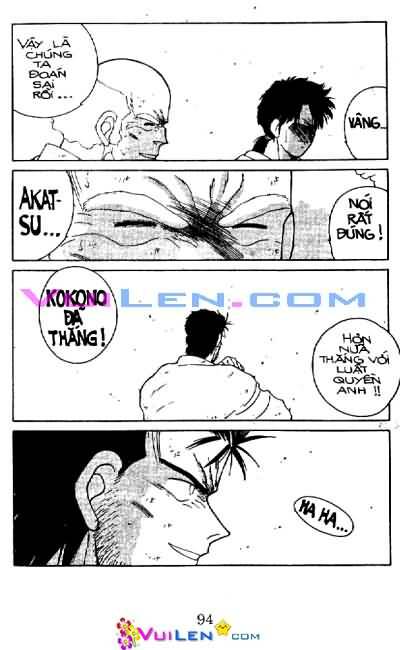 VẬY LÀ
CHÚNG
TA
ĐOÁN
SAI
RỒI...
VÂNG...
AKAT-
SU...
NÓI
RẤT
ĐÚNG!
KOKONO
ĐÃ
THẮNG!
VUILEN.COM
HƠN
NỮA
THẮNG VỚI
LUẬT
QUYỀN
ANH !!
HA HA...
94
VUILEN.COM